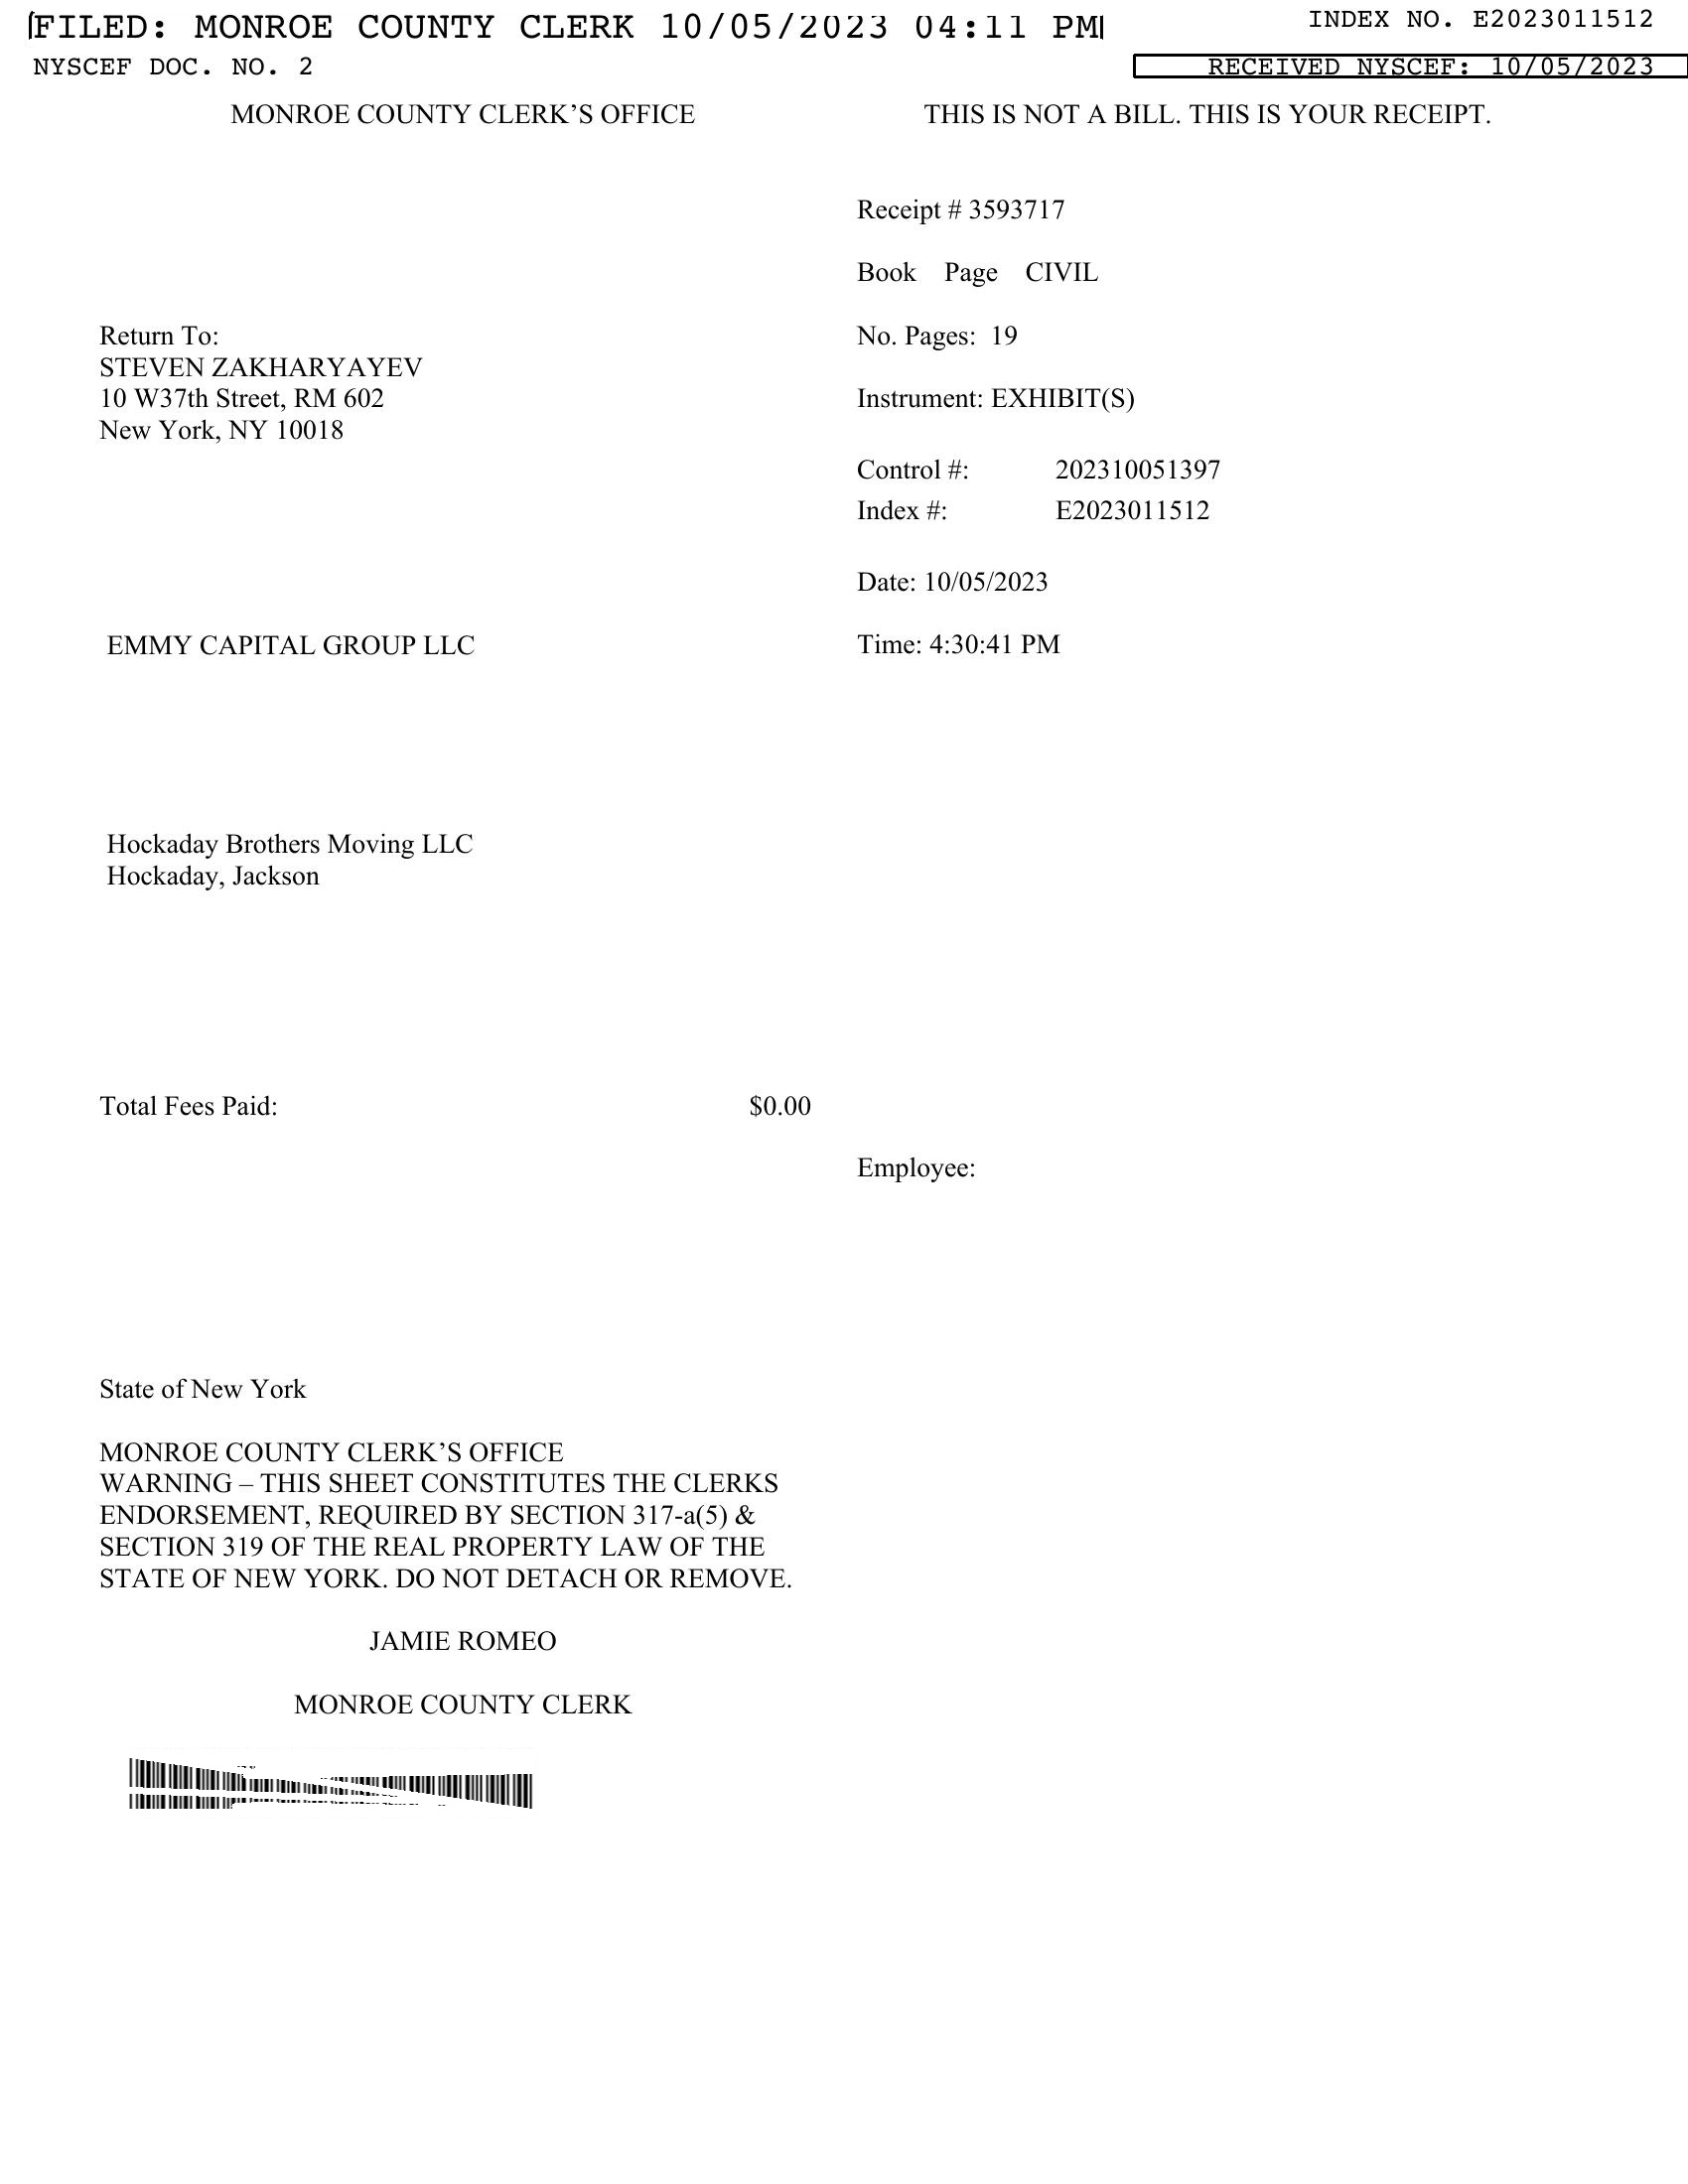 FILED: MONROE COUNTY CLERK 10/05/2023 04:11 PM
INDEX NO. E2023011512
NYSCEF DOC. NO. 2
RECEIVED NYSCEF: 10/05/2023
MONROE COUNTY CLERK’S OFFICE
THIS IS NOT A BILL. THIS IS YOUR RECEIPT.
Receipt # 3593717
Book Page CIVIL
Return To:
STEVEN ZAKHARYAYEV
10 W37th Street, RM 602
New York, NY 10018
No. Pages: 19
Instrument: EXHIBIT(S)
Control #: 202310051397
Index #: E2023011512
Date: 10/05/2023
EMMY CAPITAL GROUP LLC
Time: 4:30:41 PM
Hockaday Brothers Moving LLC
Hockaday, Jackson
Total Fees Paid: $0.00
Employee:
State of New York
MONROE COUNTY CLERK’S OFFICE
WARNING – THIS SHEET CONSTITUTES THE CLERKS
ENDORSEMENT, REQUIRED BY SECTION 317-a(5) &
SECTION 319 OF THE REAL PROPERTY LAW OF THE
STATE OF NEW YORK. DO NOT DETACH OR REMOVE.
JAMIE ROMEO
MONROE COUNTY CLERK